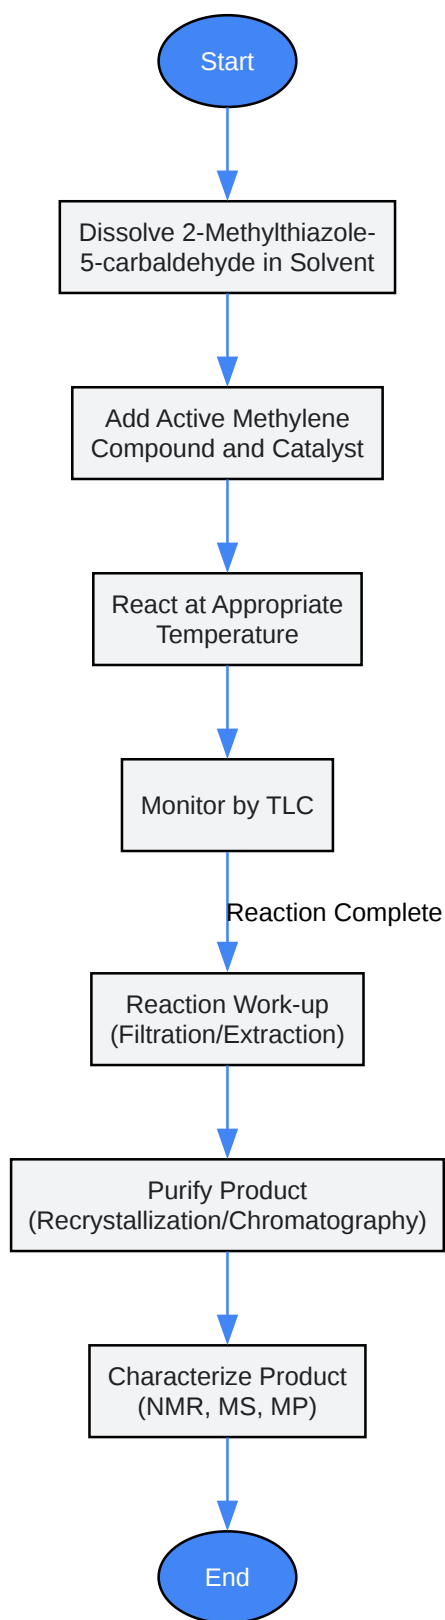 Start
Dissolve 2-Methylthiazole-
5-carbaldehyde in Solvent
Add Active Methylene
Compound and Catalyst
React at Appropriate
Temperature
Monitor by TLC
Reaction Complete
Reaction Work-up
(Filtration/Extraction)
Purify Product
(Recrystallization/Chromatography)
Characterize Product
(NMR, MS, MP)
End